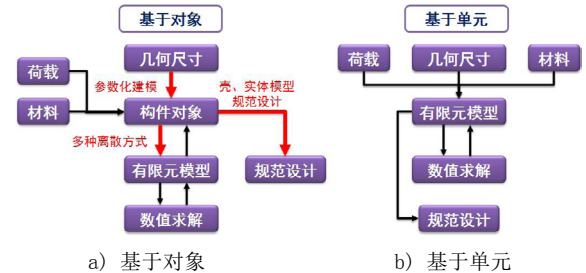 基于对象
几何尺寸
荷载
参数化建模
壳、实体模型
规范设计
材料
构件对象
多种离散方式
有限元模型
规范设计
数值求解
a) 基于对象
基于单元
荷载
几何尺寸
材料
有限元模型
数值求解
规范设计
b) 基于单元